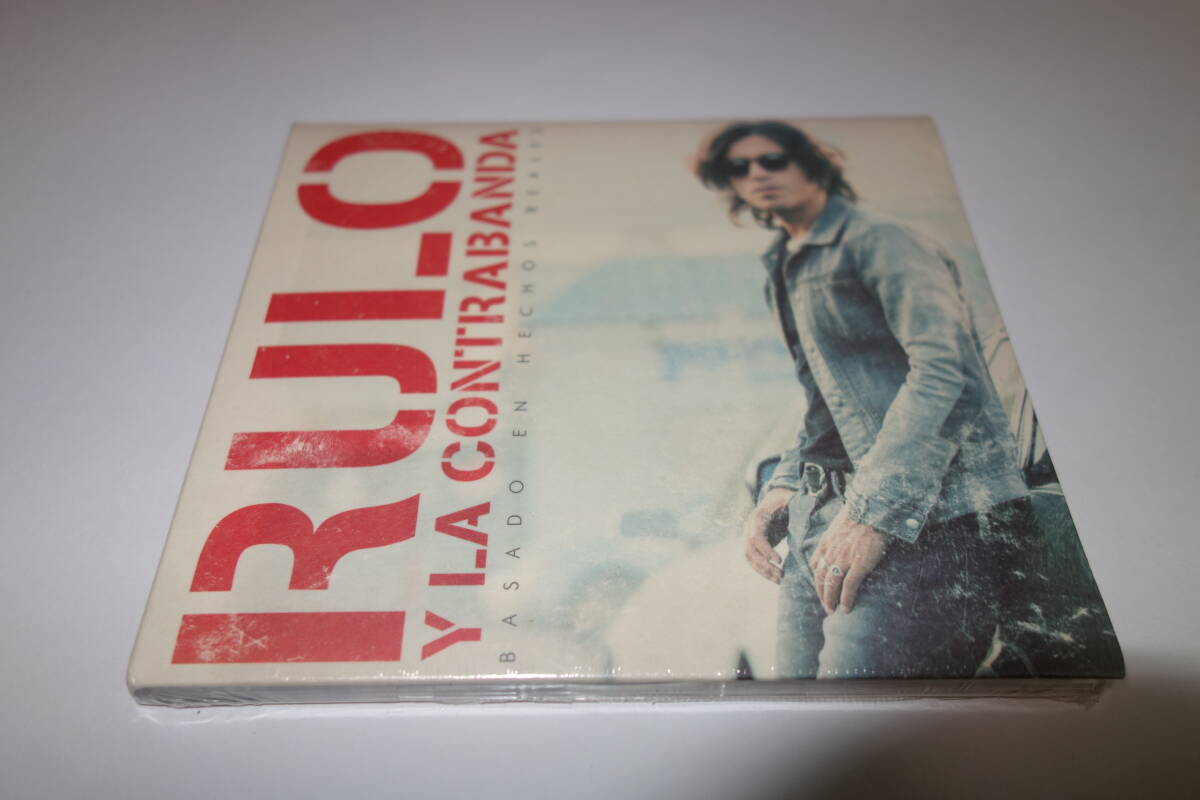 RULO
Y LA CONTRABANDA
BASADO EN HECHOS REALES